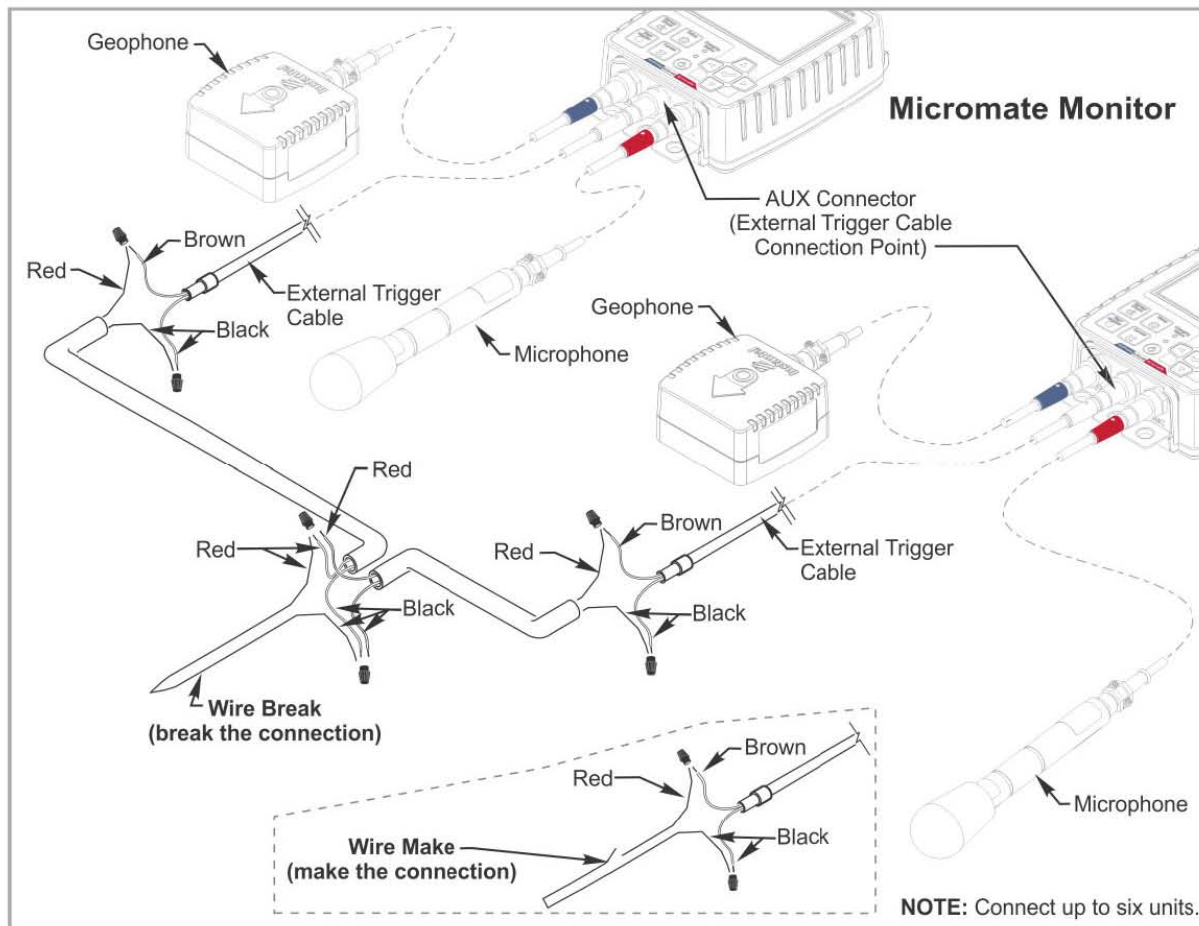 Geophone
Micromate Monitor
AUX Connector
(External Trigger Cable
Connection Point)
Brown
Red
External Trigger
Cable
Black
Microphone
Geophone
Red
Red
Black
Brown
Red
External Trigger
Cable
Black
Wire Break
(break the connection)
Brown
Red
Black
Wire Make
(make the connection)
Microphone
NOTE: Connect up to six units.